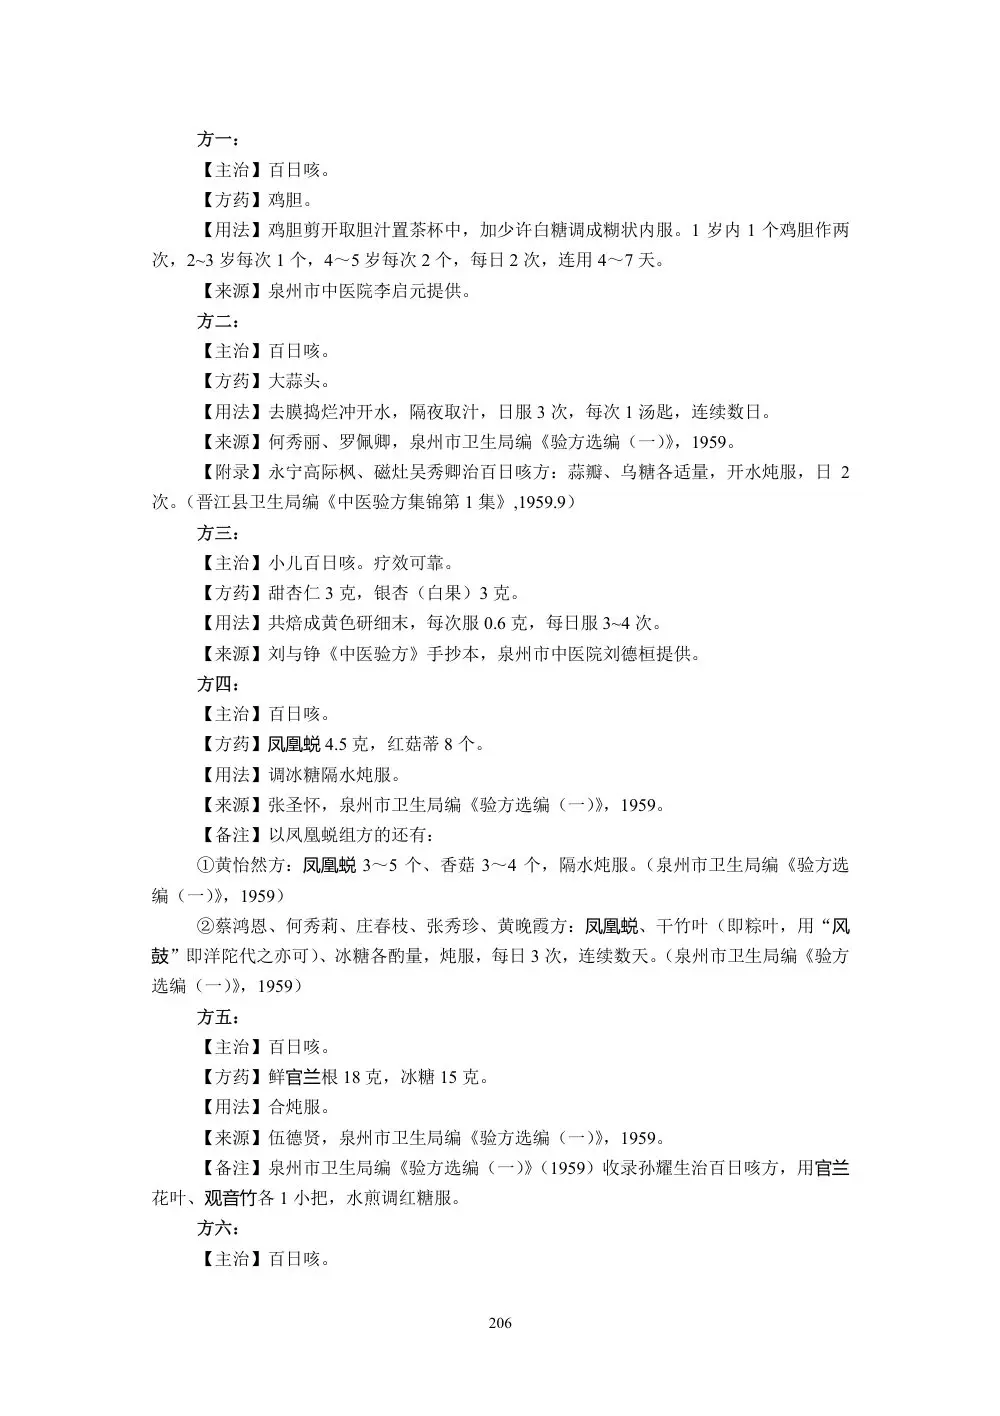 方一：
【主治】百日咳。
【方药】鸡胆。
【用法】鸡胆剪开取胆汁置茶杯中，加少许白糖调成糊状内服。1 岁内 1 个鸡胆作两
次，2~3 岁每次 1 个，4～5 岁每次 2 个，每日 2 次，连用 4～7 天。
【来源】泉州市中医院李启元提供。
方二：
【主治】百日咳。
【方药】大蒜头。
【用法】去膜捣烂冲开水，隔夜取汁，日服 3 次，每次 1 汤匙，连续数日。
【来源】何秀丽、罗佩卿，泉州市卫生局编《验方选编（一）》，1959。
【附录】永宁高际枫、磁灶吴秀卿治百日咳方：蒜瓣、乌糖各适量，开水炖服，日 2
次。（晋江县卫生局编《中医验方集锦第 1 集》,1959.9）
方三：
【主治】小儿百日咳。疗效可靠。
【方药】甜杏仁 3 克，银杏（白果）3 克。
【用法】共焙成黄色研细末，每次服 0.6 克，每日服 3~4 次。
【来源】刘与铮《中医验方》手抄本，泉州市中医院刘德桓提供。
方四：
【主治】百日咳。
【方药】凤凰蜕 4.5 克，红菇蒂 8 个。
【用法】调冰糖隔水炖服。
【来源】张圣怀，泉州市卫生局编《验方选编（一）》，1959。
【备注】以凤凰蜕组方的还有：
①黄怡然方：凤凰蜕 3～5 个、香菇 3～4 个，隔水炖服。（泉州市卫生局编《验方选
编（一）》，1959）
②蔡鸿恩、何秀莉、庄春枝、张秀珍、黄晚霞方：凤凰蜕、干竹叶（即粽叶，用“风
鼓”即洋陀代之亦可）、冰糖各酌量，炖服，每日 3 次，连续数天。（泉州市卫生局编《验方
选编（一）》，1959）
方五：
【主治】百日咳。
【方药】鲜官兰根 18 克，冰糖 15 克。
【用法】合炖服。
【来源】伍德贤，泉州市卫生局编《验方选编（一）》，1959。
【备注】泉州市卫生局编《验方选编（一）》（1959）收录孙耀生治百日咳方，用官兰
花叶、观音竹各 1 小把，水煎调红糖服。
方六：
【主治】百日咳。
206